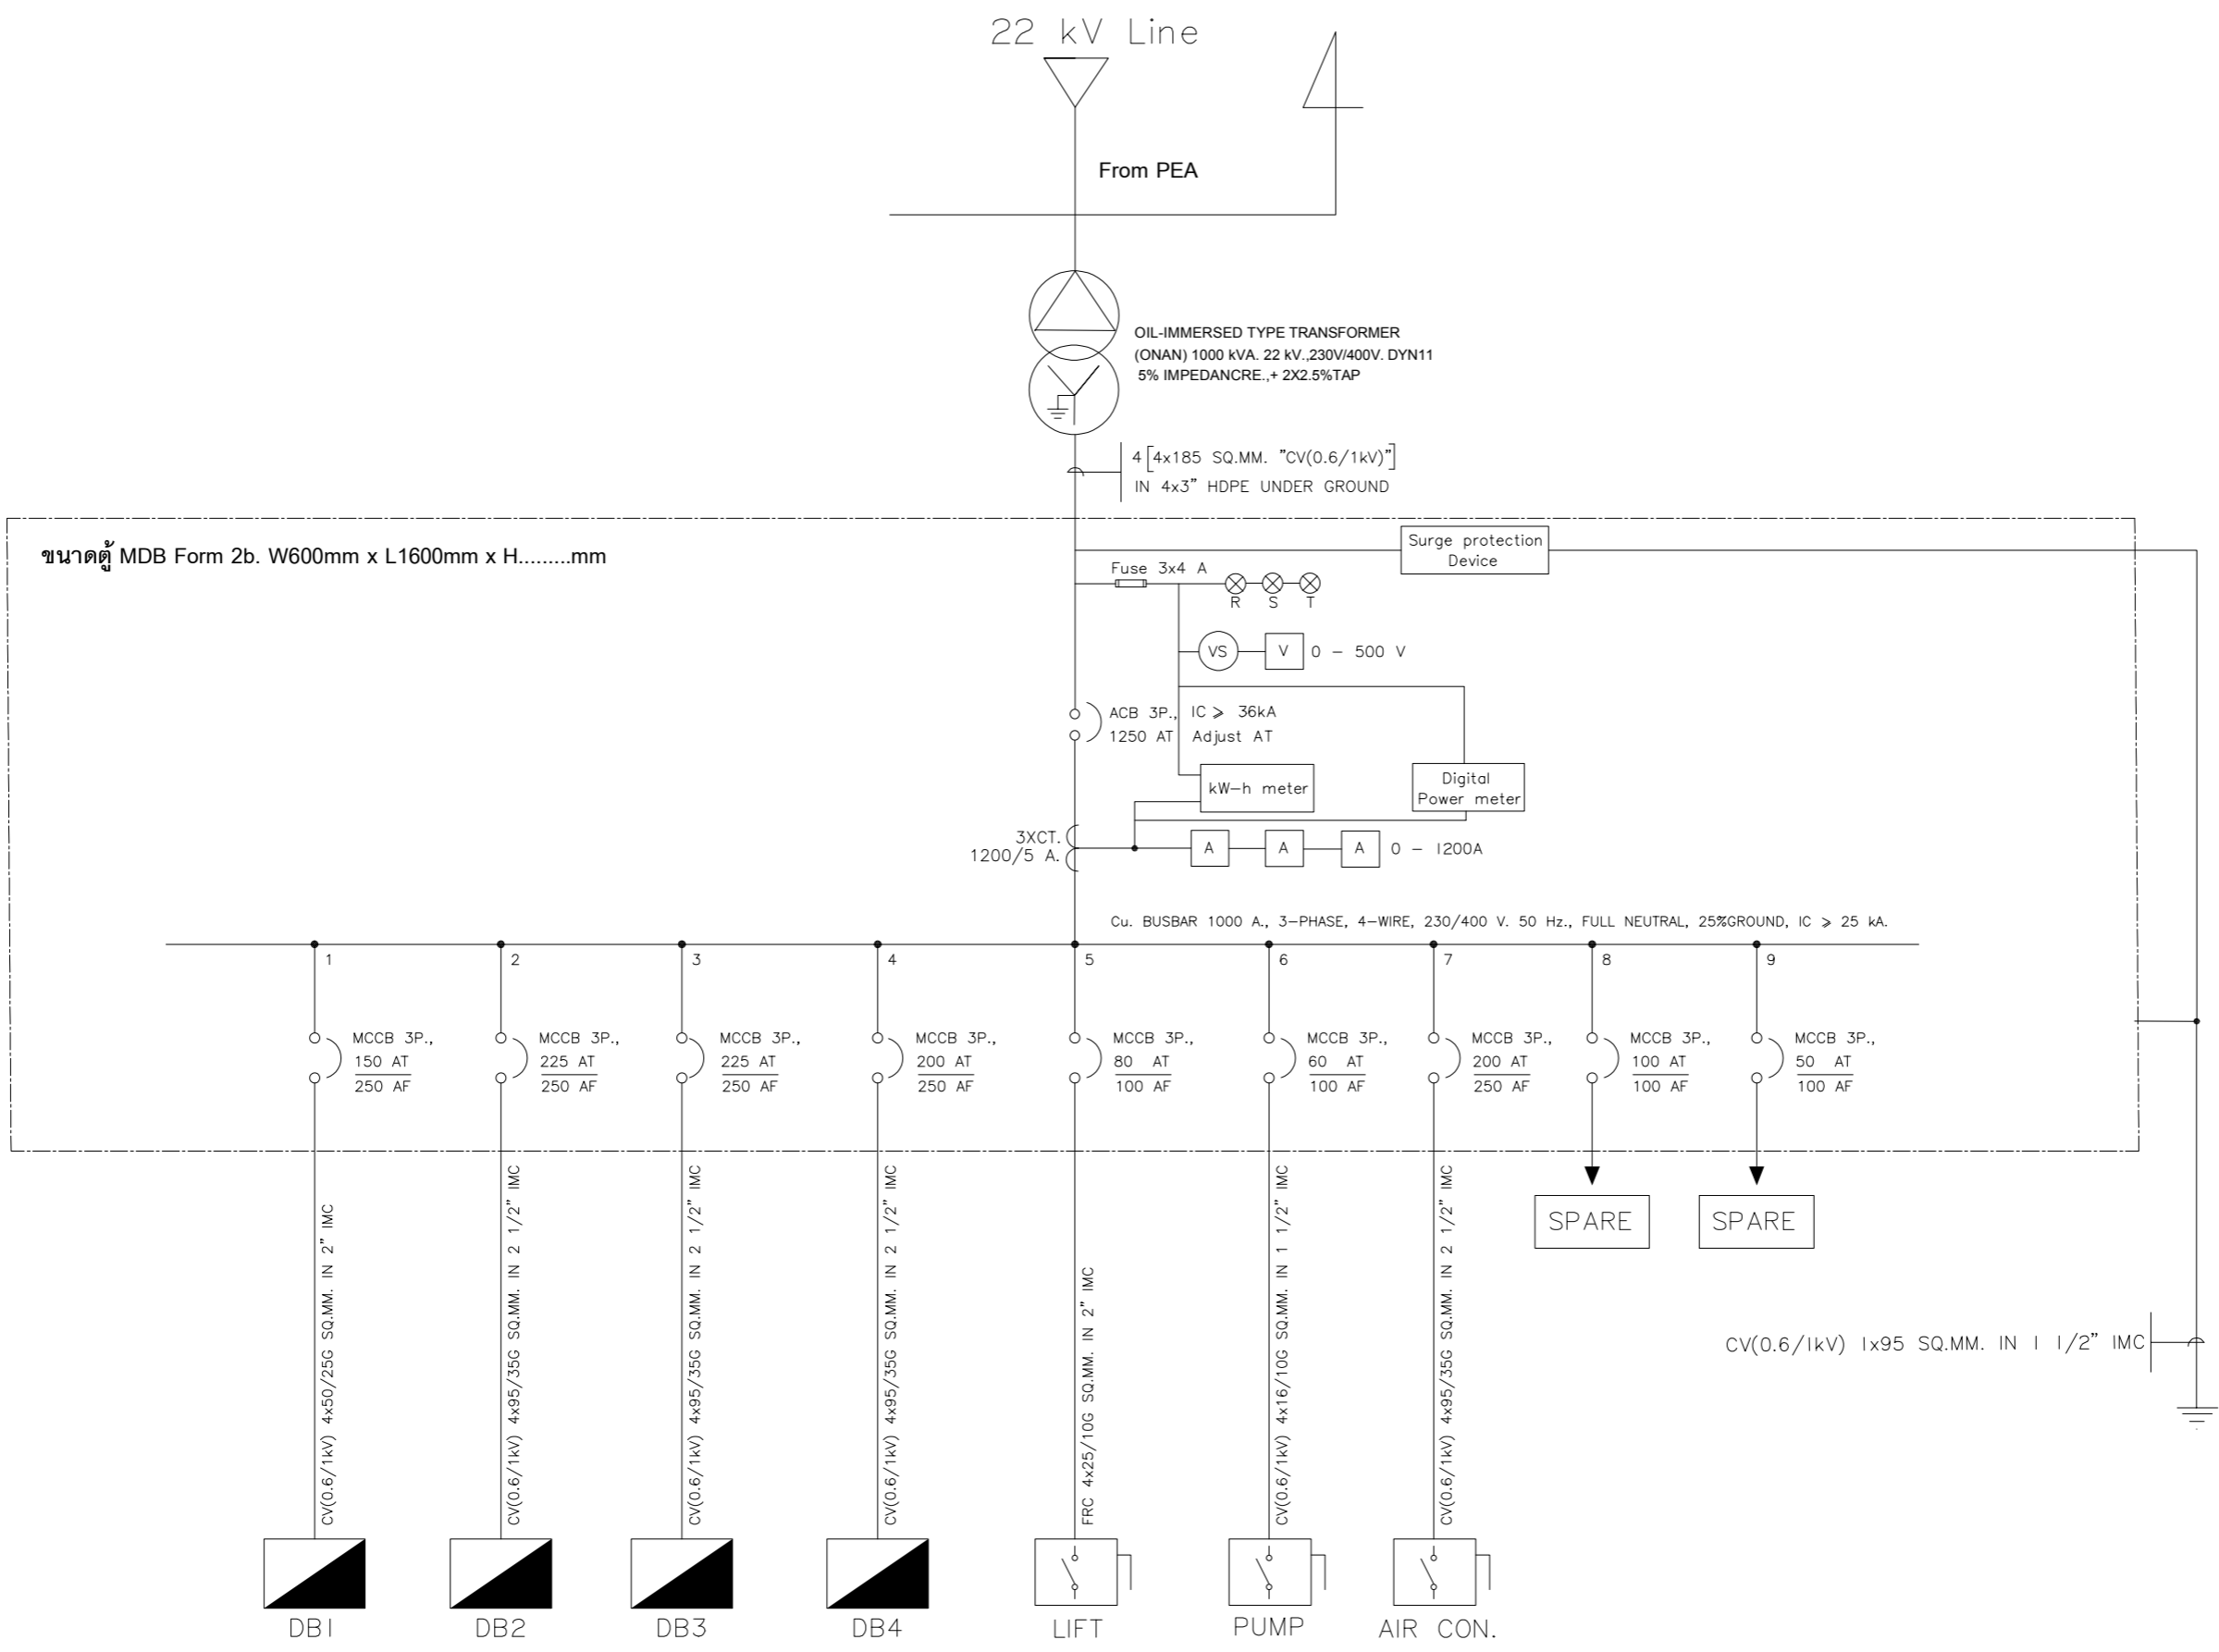 22 kV Line
From PEA
OIL-IMMERSED TYPE TRANSFORMER
(ONAN) 1000 kVA. 22 kV.,230V/400V. DYN11
5% IMPEDANCRE.,+ 2X2.5%TAP
4[4x185 SQ.MM. "CV(0.6/1kV)"]
IN 4x3" HDPE UNDER GROUND
ขนาดตู้ MDB Form 2b. W600mm x L1600mm x H.........mm
Surge protection
Device
Fuse 3x4 A
R S T
VS V 0 - 500 V
ACB 3P., IC ⩾ 36kA
1250 AT Adjust AT
kW-h meter
Digital
Power meter
3XCT.
1200/5 A.
A A A 0 - 1200A
Cu. BUSBAR 1000 A., 3-PHASE, 4-WIRE, 230/400 V. 50 Hz., FULL NEUTRAL, 25%GROUND, IC ⩾ 25 kA.
1 2 3 4 5 6 7 8 9
MCCB 3P.,
150 AT
250 AF
MCCB 3P.,
225 AT
250 AF
MCCB 3P.,
225 AT
250 AF
MCCB 3P.,
200 AT
250 AF
MCCB 3P.,
80 AT
100 AF
MCCB 3P.,
60 AT
100 AF
MCCB 3P.,
200 AT
250 AF
MCCB 3P.,
100 AT
100 AF
MCCB 3P.,
50 AT
100 AF
CV(0.6/1kV) 4x50/25G SQ.MM. IN 2" IMC
CV(0.6/1kV) 4x95/35G SQ.MM. IN 2 1/2" IMC
CV(0.6/1kV) 4x95/35G SQ.MM. IN 2 1/2" IMC
CV(0.6/1kV) 4x95/35G SQ.MM. IN 2 1/2" IMC
FRC 4x25/10G SQ.MM. IN 2" IMC
CV(0.6/1kV) 4x16/10G SQ.MM. IN 1 1/2" IMC
CV(0.6/1kV) 4x95/35G SQ.MM. IN 2 1/2" IMC
SPARE
SPARE
CV(0.6/1kV) 1x95 SQ.MM. IN 1 1/2" IMC
DB1
DB2
DB3
DB4
LIFT
PUMP
AIR CON.